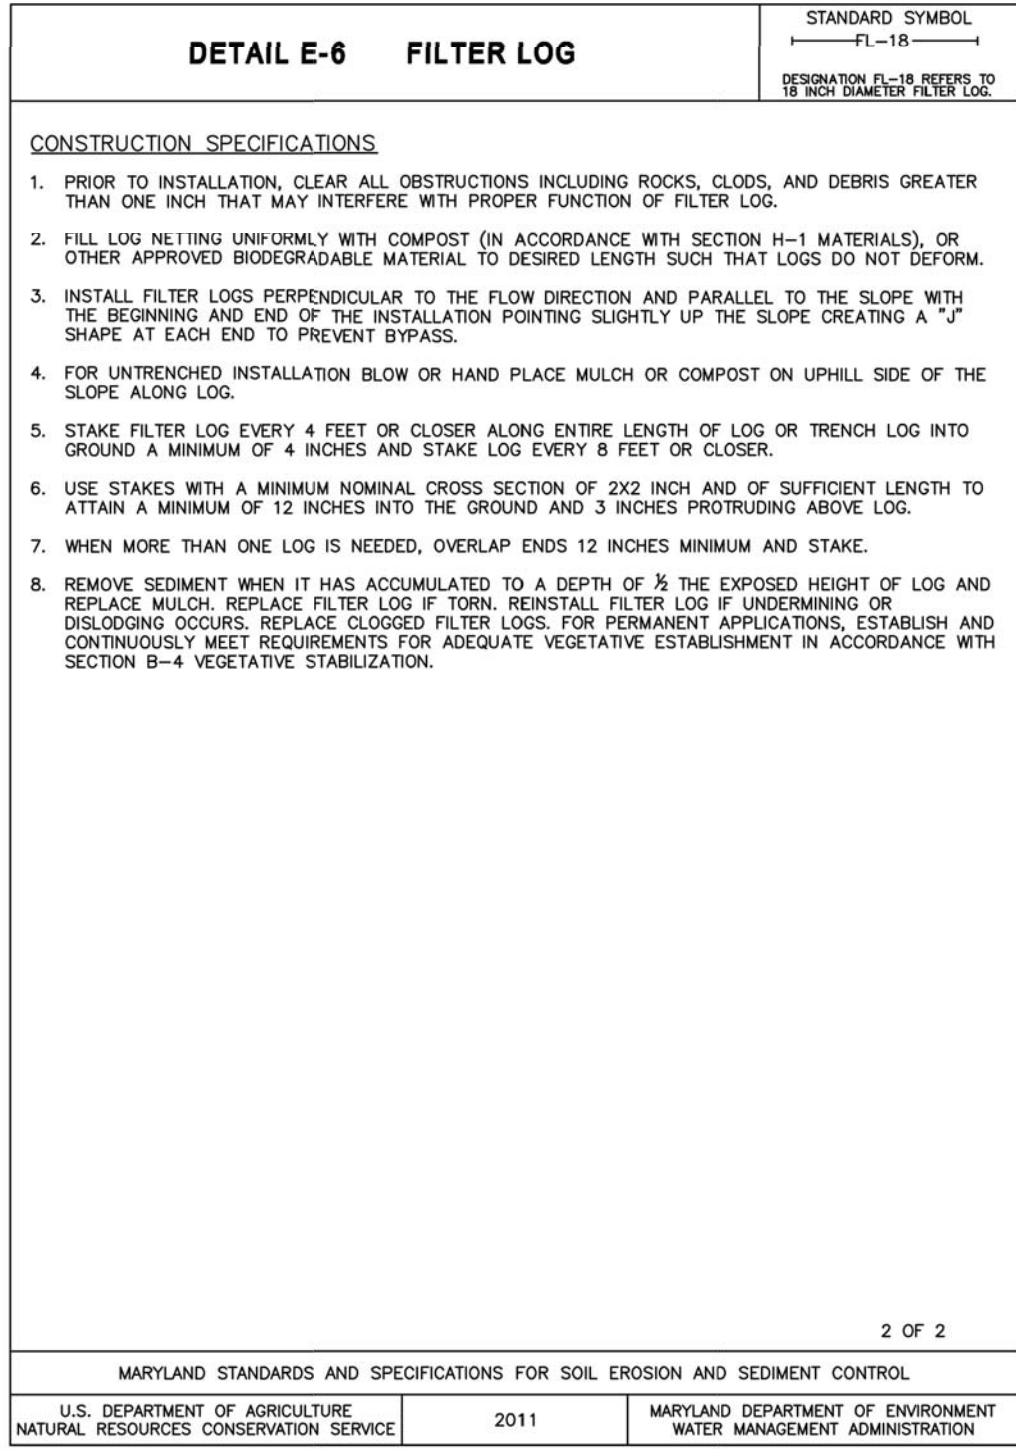 DETAIL E-6 FILTER LOG
STANDARD SYMBOL
FL-18
DESIGNATION FL-18 REFERS TO
18 INCH DIAMETER FILTER LOG.
CONSTRUCTION SPECIFICATIONS
1. PRIOR TO INSTALLATION, CLEAR ALL OBSTRUCTIONS INCLUDING ROCKS, CLODS, AND DEBRIS GREATER
THAN ONE INCH THAT MAY INTERFERE WITH PROPER FUNCTION OF FILTER LOG.
2. FILL LOG NETTING UNIFORMLY WITH COMPOST (IN ACCORDANCE WITH SECTION H-1 MATERIALS), OR
OTHER APPROVED BIODEGRADABLE MATERIAL TO DESIRED LENGTH SUCH THAT LOGS DO NOT DEFORM.
3. INSTALL FILTER LOGS PERPENDICULAR TO THE FLOW DIRECTION AND PARALLEL TO THE SLOPE WITH
THE BEGINNING AND END OF THE INSTALLATION POINTING SLIGHTLY UP THE SLOPE CREATING A "J"
SHAPE AT EACH END TO PREVENT BYPASS.
4. FOR UNTRENCHED INSTALLATION BLOW OR HAND PLACE MULCH OR COMPOST ON UPHILL SIDE OF THE
SLOPE ALONG LOG.
5. STAKE FILTER LOG EVERY 4 FEET OR CLOSER ALONG ENTIRE LENGTH OF LOG OR TRENCH LOG INTO
GROUND A MINIMUM OF 4 INCHES AND STAKE LOG EVERY 8 FEET OR CLOSER.
6. USE STAKES WITH A MINIMUM NOMINAL CROSS SECTION OF 2X2 INCH AND OF SUFFICIENT LENGTH TO
ATTAIN A MINIMUM OF 12 INCHES INTO THE GROUND AND 3 INCHES PROTRUDING ABOVE LOG.
7. WHEN MORE THAN ONE LOG IS NEEDED, OVERLAP ENDS 12 INCHES MINIMUM AND STAKE.
8. REMOVE SEDIMENT WHEN IT HAS ACCUMULATED TO A DEPTH OF ½ THE EXPOSED HEIGHT OF LOG AND
REPLACE MULCH. REPLACE FILTER LOG IF TORN. REINSTALL FILTER LOG IF UNDERMINING OR
DISLODGING OCCURS. REPLACE CLOGGED FILTER LOGS. FOR PERMANENT APPLICATIONS, ESTABLISH AND
CONTINUOUSLY MEET REQUIREMENTS FOR ADEQUATE VEGETATIVE ESTABLISHMENT IN ACCORDANCE WITH
SECTION B-4 VEGETATIVE STABILIZATION.
2 OF 2
MARYLAND STANDARDS AND SPECIFICATIONS FOR SOIL EROSION AND SEDIMENT CONTROL
U.S. DEPARTMENT OF AGRICULTURE
NATURAL RESOURCES CONSERVATION SERVICE
2011
MARYLAND DEPARTMENT OF ENVIRONMENT
WATER MANAGEMENT ADMINISTRATION